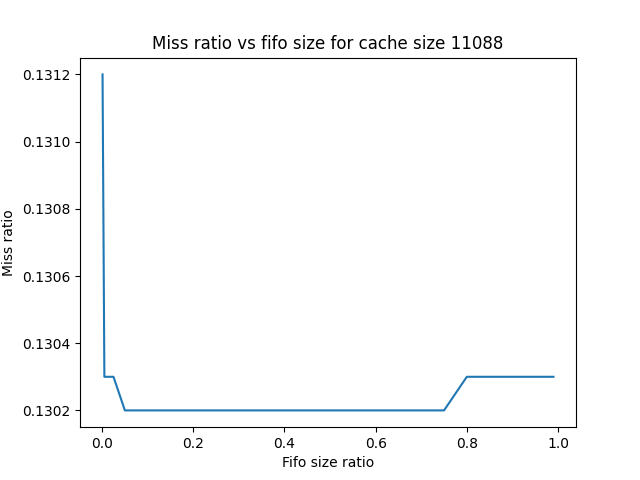 Miss ratio vs fifo size for cache size 11088
0.1312
0.1310
0.1308
0.1306
0.1304
0.1302
Miss ratio
0.0 0.2 0.4 0.6 0.8 1.0
Fifo size ratio